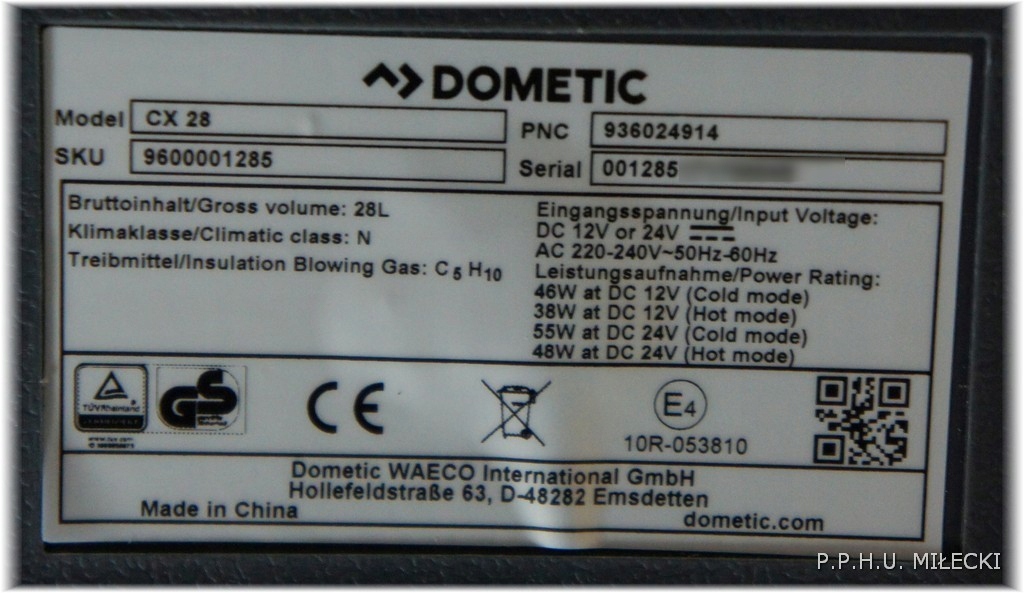 DOMETIC
Model CX 28
PNC 936024914
SKU 9600001285
Serial 001285
Bruttoinhalt/Gross volume: 28L
Klimaklasse/Climatic class: N
Treibmittel/Insulation Blowing Gas: C5H10
Eingangsspannung/Input Voltage:
DC 12V or 24V
AC 220-240V~50Hz-60Hz
Leistungsaufnahme/Power Rating:
46W at DC 12V (Cold mode)
38W at DC 12V (Hot mode)
55W at DC 24V (Cold mode)
48W at DC 24V (Hot mode)
TÜVRheinland
GS
CE
E4
10R-053810
Dometic WAECO International GmbH
Hollefeldstraße 63, D-48282 Emsdetten
Made in China
dometic.com
P.P.H.U. MIŁECKI